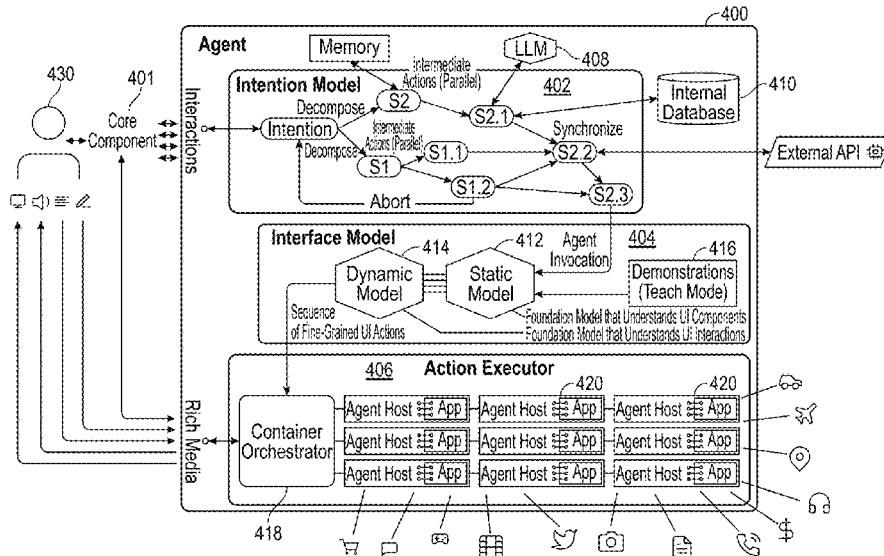 400
Agent
Memory
LLM
408
430
401
Core
Component
Interactions
Intention Model
Intermediate
Actions (Parallel)
402
410
Internal
Database
Decompose
S2
S2.1
Synchronize
Intention
Intermediate
Actions (Parallel)
Decompose
S1
S1.1
S2.2
External API
S1.2
S2.3
Abort
Interface Model
414
412
Agent
Invocation
404
416
Dynamic
Model
Static
Model
Demonstrations
(Teach Mode)
Sequence
of Fine-Grained UI Actions
Foundation Model that Understands UI Components
Foundation Model that Understands UI Interactions
406
Action Executor
420
420
Rich Media
Container
Orchestrator
Agent Host
App
Agent Host
App
Agent Host
App
Agent Host
App
Agent Host
App
Agent Host
App
Agent Host
App
Agent Host
App
Agent Host
App
418
$